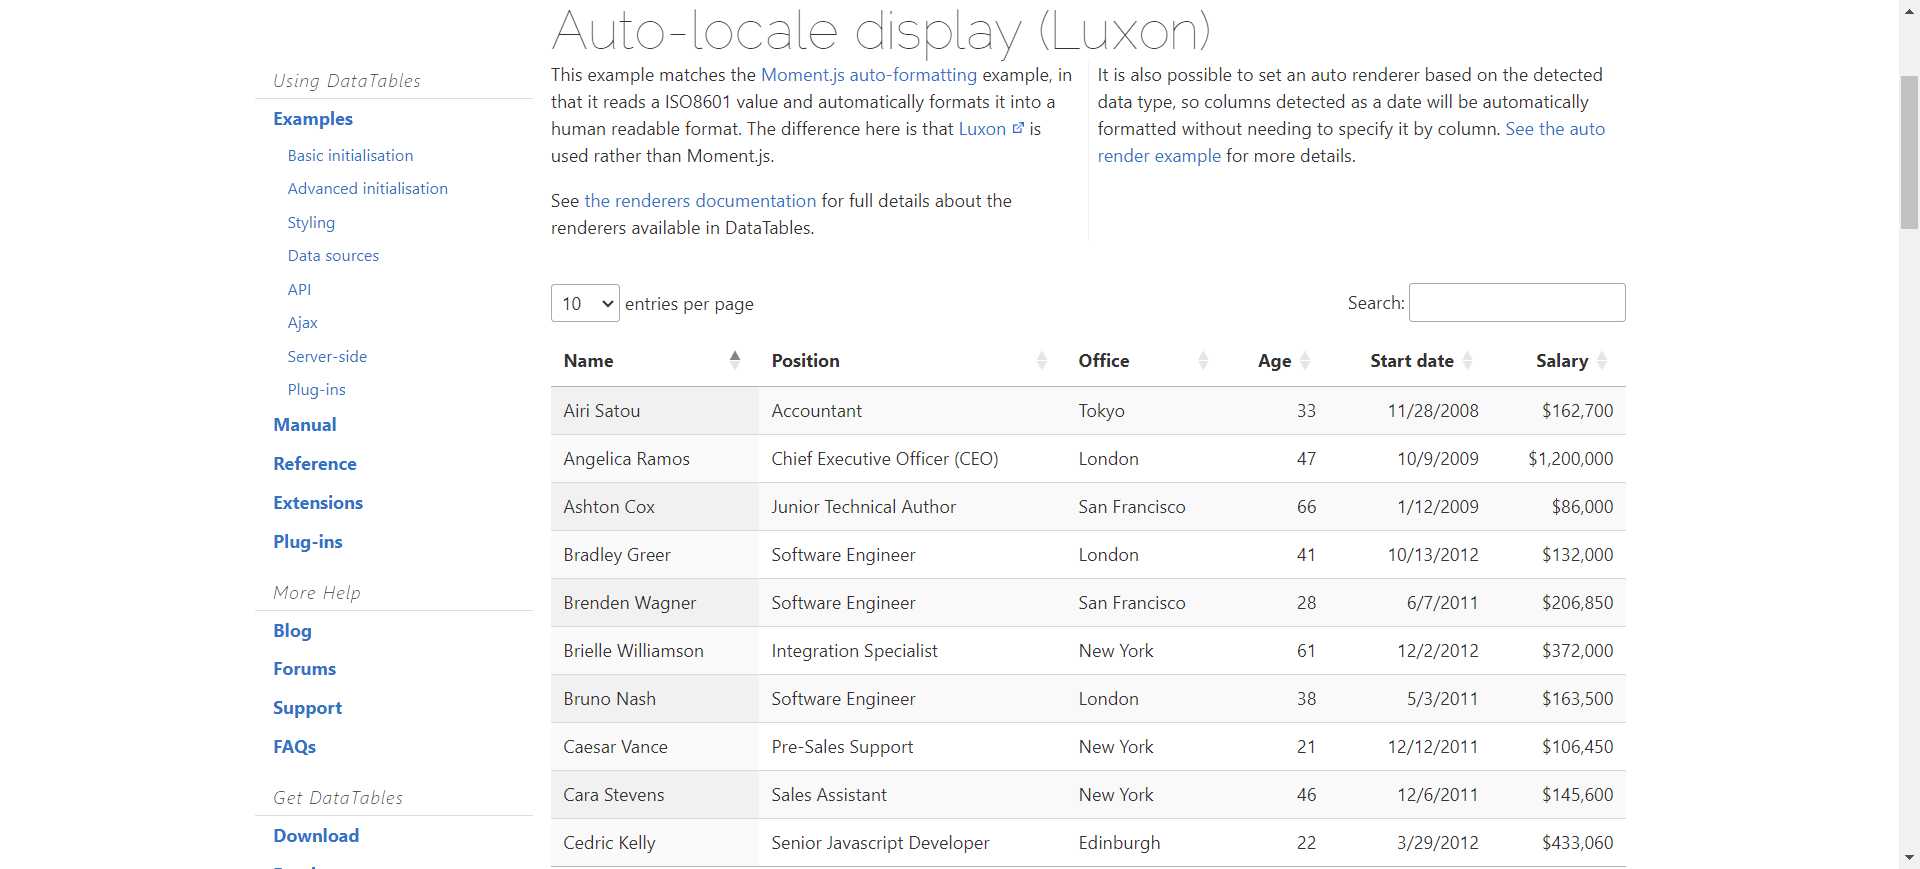 Auto-locale display (Luxon)
Using DataTables
Examples
Basic initialisation
Advanced initialisation
Styling
Data sources
API
Ajax
Server-side
Plug-ins
Manual
Reference
Extensions
Plug-ins
More Help
Blog
Forums
Support
FAQs
Get DataTables
Download
This example matches the Moment.js auto-formatting example, in
that it reads a ISO8601 value and automatically formats it into a
human readable format. The difference here is that Luxon is
used rather than Moment.js.
See the renderers documentation for full details about the
renderers available in DataTables.
It is also possible to set an auto renderer based on the detected
data type, so columns detected as a date will be automatically
formatted without needing to specify it by column. See the auto
render example for more details.
10 entries per page
Search:
Name Position Office Age Start date Salary
Airi Satou Accountant Tokyo 33 11/28/2008 $162,700
Angelica Ramos Chief Executive Officer (CEO) London 47 10/9/2009 $1,200,000
Ashton Cox Junior Technical Author San Francisco 66 1/12/2009 $86,000
Bradley Greer Software Engineer London 41 10/13/2012 $132,000
Brenden Wagner Software Engineer San Francisco 28 6/7/2011 $206,850
Brielle Williamson Integration Specialist New York 61 12/2/2012 $372,000
Bruno Nash Software Engineer London 38 5/3/2011 $163,500
Caesar Vance Pre-Sales Support New York 21 12/12/2011 $106,450
Cara Stevens Sales Assistant New York 46 12/6/2011 $145,600
Cedric Kelly Senior Javascript Developer Edinburgh 22 3/29/2012 $433,060